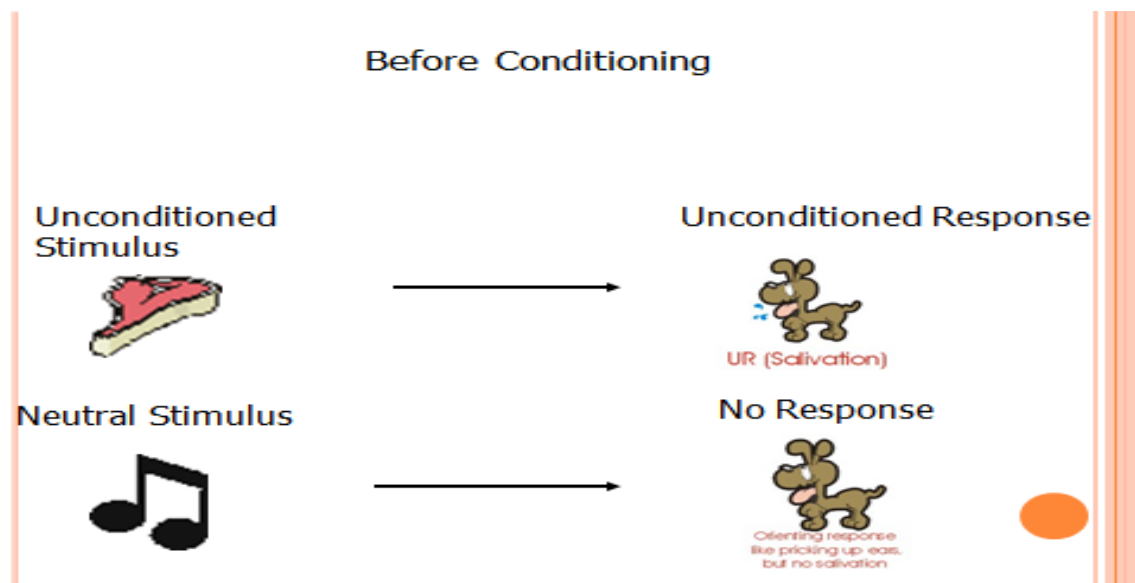 Before Conditioning
Unconditioned
Stimulus
Unconditioned Response
UR (Salivation)
Neutral Stimulus
No Response
Orienting response
like pricking up ears,
but no salivation